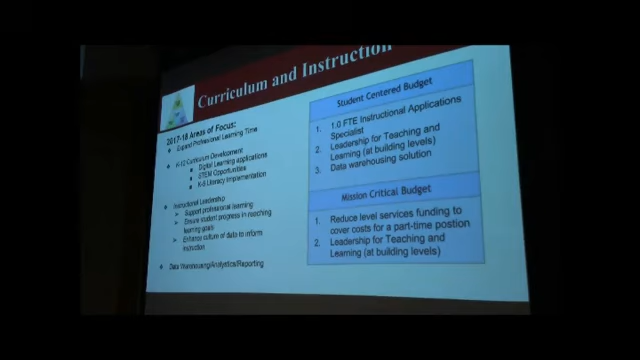 Curriculum and Instruction
2017-18 Areas of Focus:
Expand Professional Learning Time
K-12 Curriculum Development
Digital Learning applications
STEM Opportunities
K-5 Literacy Implementation
Instructional Leadership
Support professional learning
Ensure student progress in reaching
learning goals
Enhance culture of data to inform
instruction
Data Warehousing/Analytics/Reporting
Student Centered Budget
1. 1.0 FTE Instructional Applications
Specialist
2. Leadership for Teaching and
Learning (at building levels)
3. Data warehousing solution
Mission Critical Budget
1. Reduce level services funding to
cover costs for a part-time postion
2. Leadership for Teaching and
Learning (at building levels)